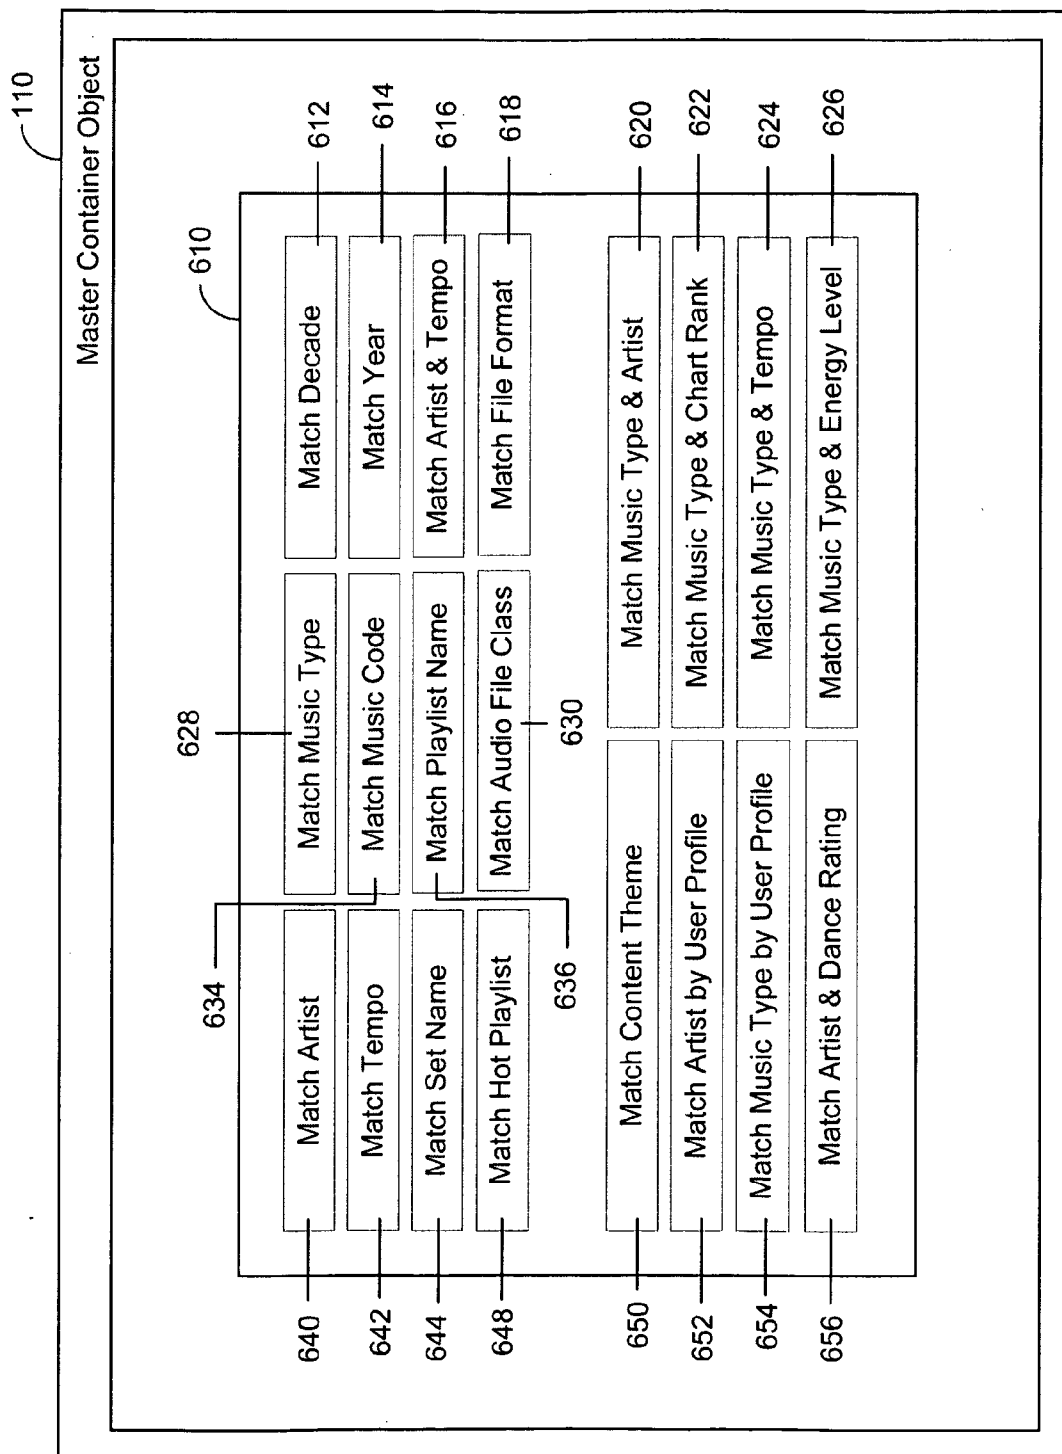 Master Container Object
110
610
628
634
640
Match Artist
Match Music Type
Match Decade
612
642
Match Tempo
Match Music Code
Match Year
614
644
Match Set Name
Match Playlist Name
Match Artist & Tempo
616
648
Match Hot Playlist
Match Audio File Class
Match File Format
618
636
630
650
Match Content Theme
Match Music Type & Artist
620
652
Match Artist by User Profile
Match Music Type & Chart Rank
622
654
Match Music Type by User Profile
Match Music Type & Tempo
624
656
Match Artist & Dance Rating
Match Music Type & Energy Level
626